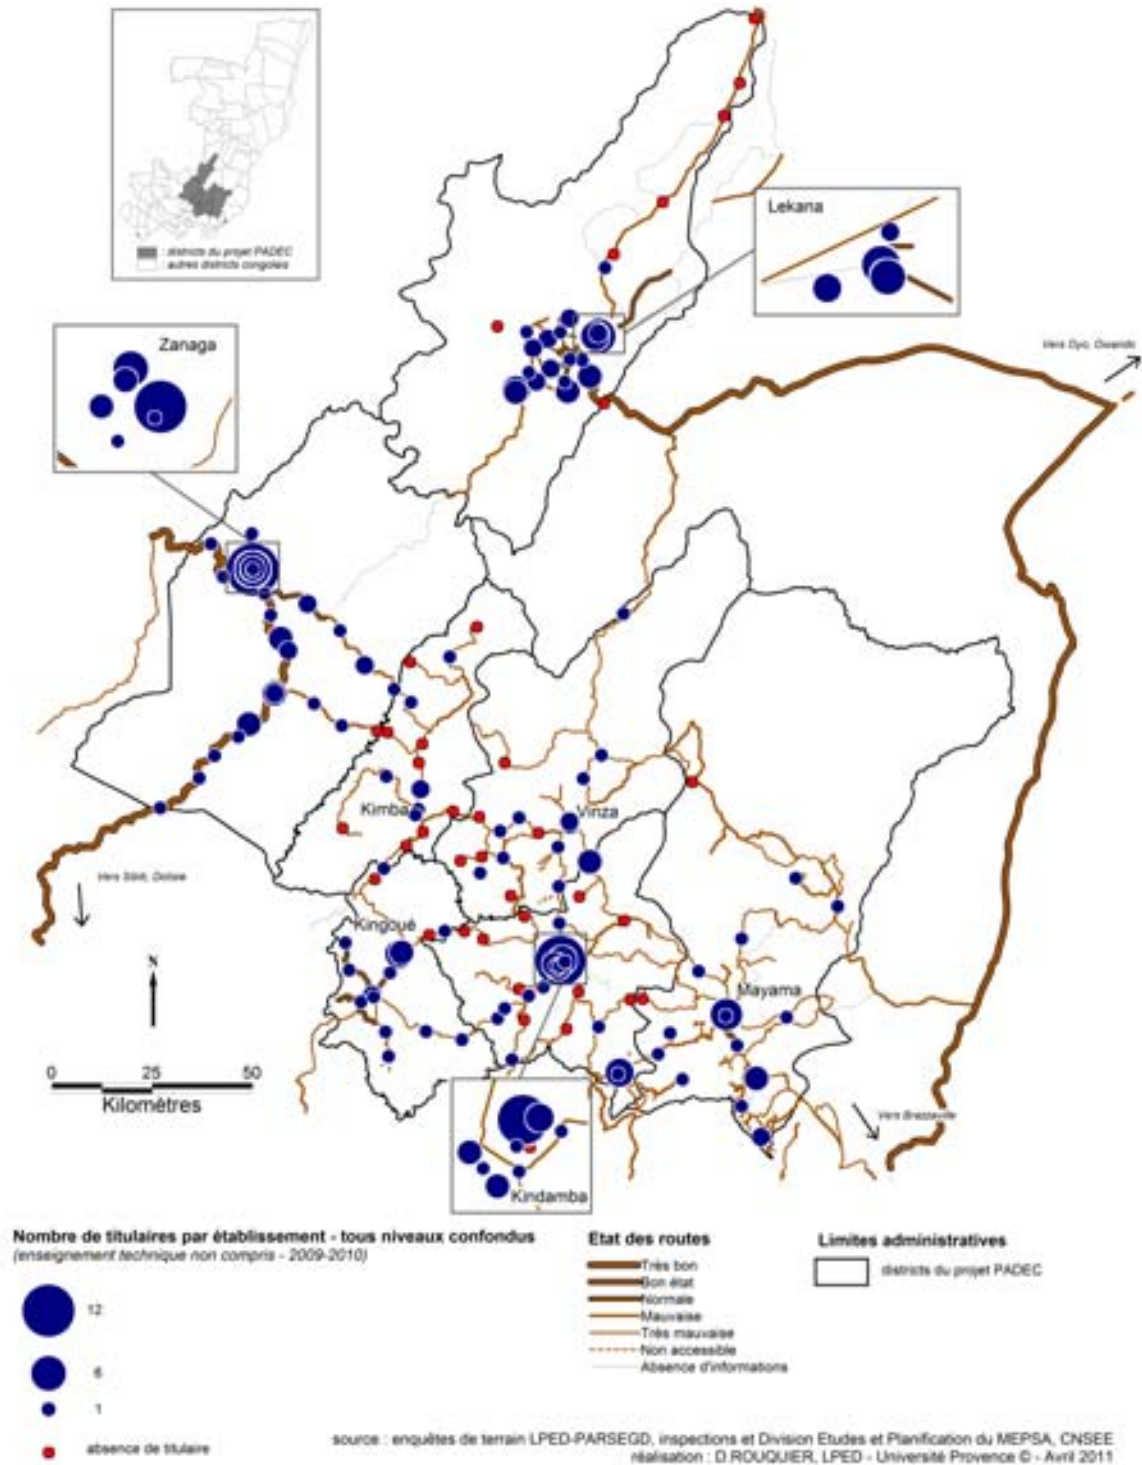 : districts du projet PADEC
: autres districts congolais
Lekana
Zanaga
Vers Oyo, Owando
Kimba
Vinza
Vers Sibiti, Dolisie
Kingoué
N
Mayama
0 25 50
Kilomètres
Vers Brazzaville
Kindamba
Nombre de titulaires par établissement - tous niveaux confondus
(enseignement technique non compris - 2009-2010)
12
6
1
absence de titulaire
Etat des routes
Très bon
Bon état
Normale
Mauvaise
Très mauvaise
Non accessible
Absence d'informations
Limites administratives
districts du projet PADEC
source : enquêtes de terrain LPED-PARSEGD, inspections et Division Etudes et Planification du MEPSA, CNSEE
réalisation : D.ROUQUIER, LPED - Université Provence © - Avril 2011